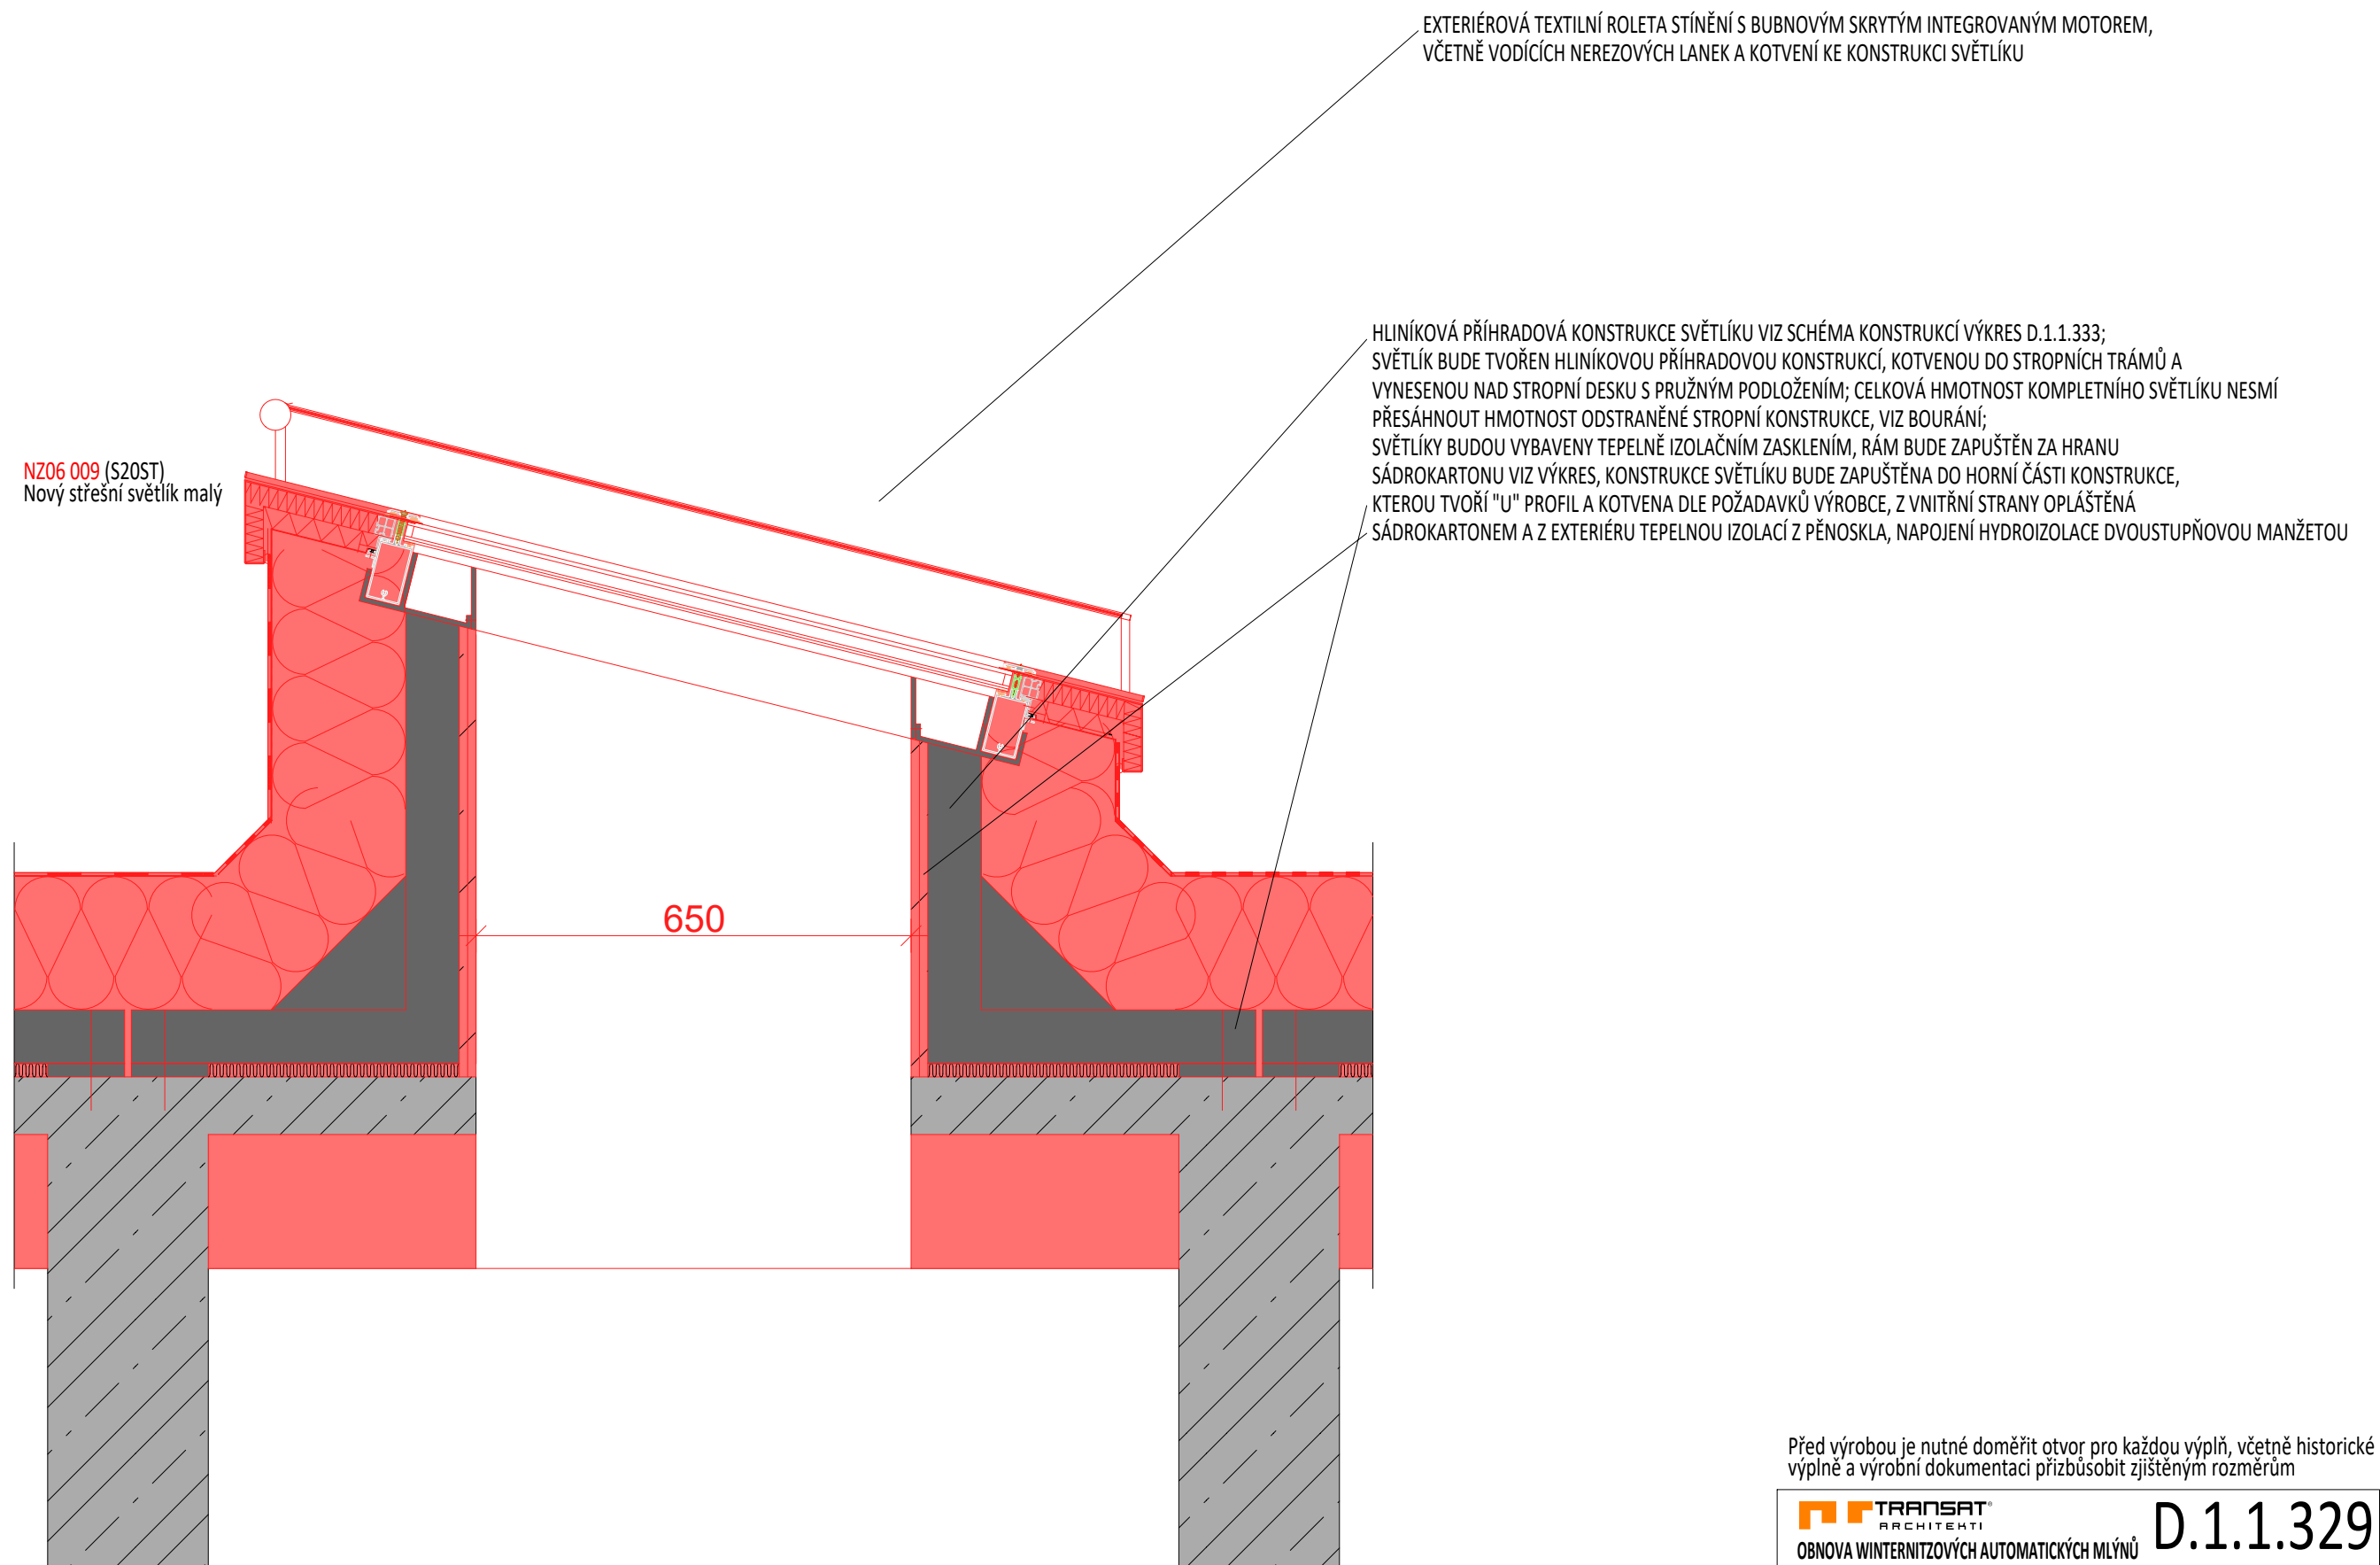 EXTERIÉROVÁ TEXTILNÍ ROLETA STÍNĚNÍ S BUBNOVÝM SKRYTÝM INTEGROVANÝM MOTOREM,
VČETNĚ VODÍCÍCH NEREZOVÝCH LANEK A KOTVENÍ KE KONSTRUKCI SVĚTLÍKU
HLINÍKOVÁ PŘÍHRADOVÁ KONSTRUKCE SVĚTLÍKU VIZ SCHÉMA KONSTRUKCÍ VÝKRES D.1.1.333;
SVĚTLÍK BUDE TVOŘEN HLINÍKOVOU PŘÍHRADOVOU KONSTRUKCÍ, KOTVENOU DO STROPNÍCH TRÁMŮ A
VYNESENOU NAD STROPNÍ DESKU S PRUŽNÝM PODLOŽENÍM; CELKOVÁ HMOTNOST KOMPLETNÍHO SVĚTLÍKU NESMÍ
PŘESÁHNOUT HMOTNOST ODSTRANĚNÉ STROPNÍ KONSTRUKCE, VIZ BOURÁNÍ;
SVĚTLÍKY BUDOU VYBAVENY TEPELNĚ IZOLAČNÍM ZASKLENÍM, RÁM BUDE ZAPUŠTĚN ZA HRANU
SÁDROKARTONU VIZ VÝKRES, KONSTRUKCE SVĚTLÍKU BUDE ZAPUŠTĚNA DO HORNÍ ČÁSTI KONSTRUKCE,
KTEROU TVOŘÍ "U" PROFIL A KOTVENA DLE POŽADAVKŮ VÝROBCE, Z VNITŘNÍ STRANY OPLÁŠTĚNÁ
SÁDROKARTONEM A Z EXTERIÉRU TEPELNOU IZOLACÍ Z PĚNOSKLA, NAPOJENÍ HYDROIZOLACE DVOUSTUPŇOVOU MANŽETOU
NZ06 009 (S20ST)
Nový střešní světlík malý
650
Před výrobou je nutné doměřit otvor pro každou výplň, včetně historické
výplně a výrobní dokumentaci přizbůsobit zjištěným rozměrům
TRANSAT®
ARCHITEKTI
OBNOVA WINTERNITZOVÝCH AUTOMATICKÝCH MLÝNŮ
D.1.1.329